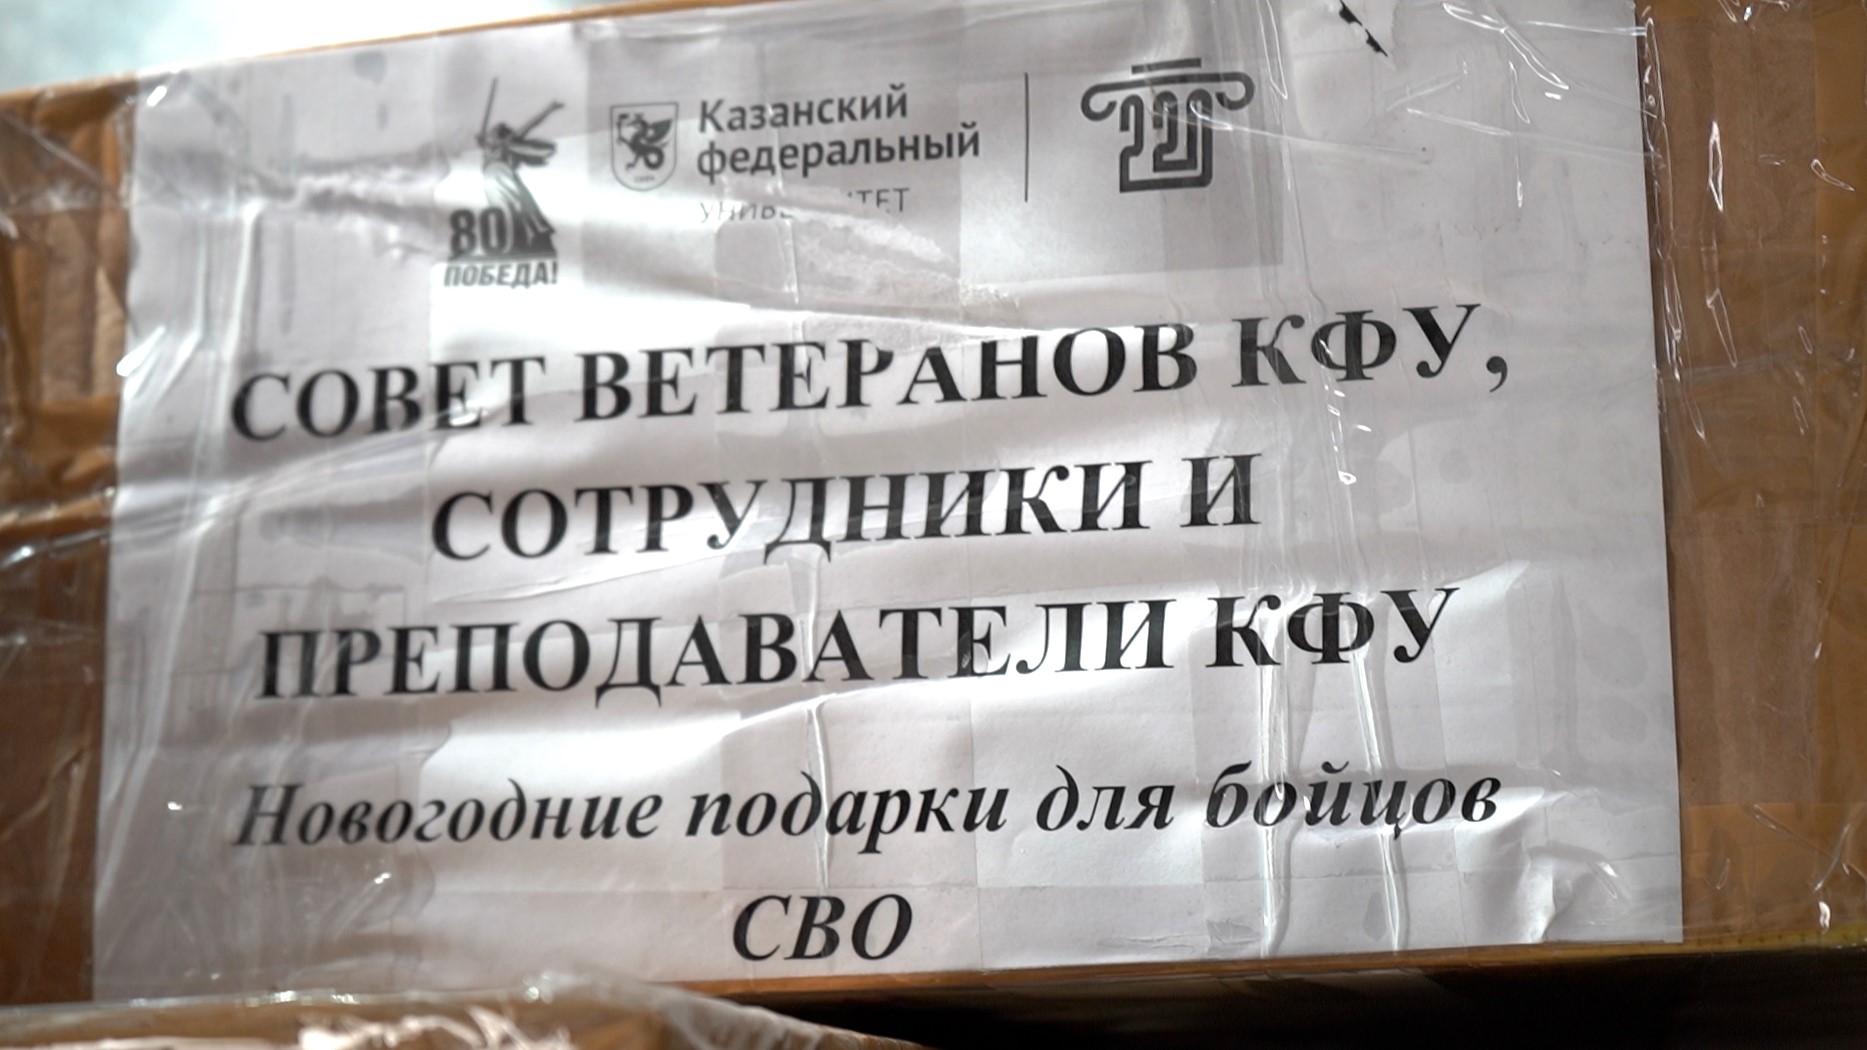 Казанский
федеральный
80
ПОБЕДА!
СОВЕТ ВЕТЕРАНОВ КФУ,
СОТРУДНИКИ И
ПРЕПОДАВАТЕЛИ КФУ
Новогодние подарки для бойцов
СВО